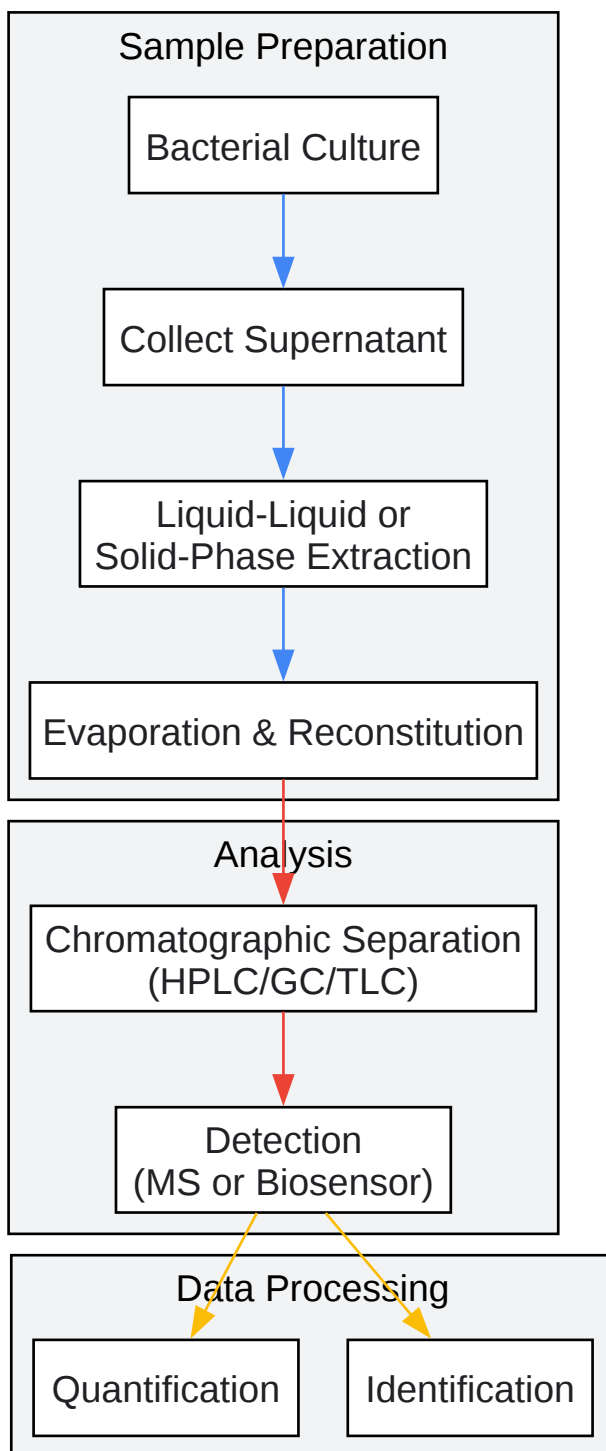 Sample Preparation
Bacterial Culture
Collect Supernatant
Liquid-Liquid or
Solid-Phase Extraction
Evaporation & Reconstitution
Analysis
Chromatographic Separation
(HPLC/GC/TLC)
Detection
(MS or Biosensor)
Data Processing
Quantification
Identification